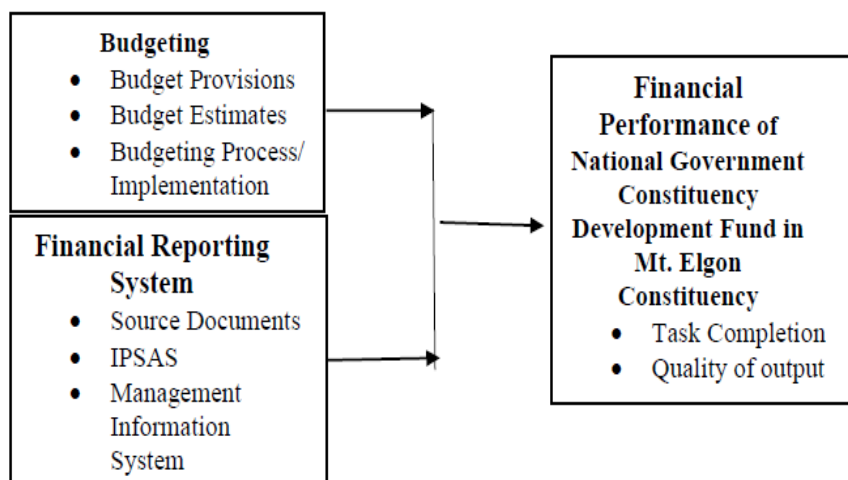 Budgeting
• Budget Provisions
• Budget Estimates
• Budgeting Process/
Implementation
Financial Reporting
System
• Source Documents
• IPSAS
• Management
Information
System
Financial
Performance of
National Government
Constituency
Development Fund in
Mt. Elgon
Constituency
• Task Completion
• Quality of output